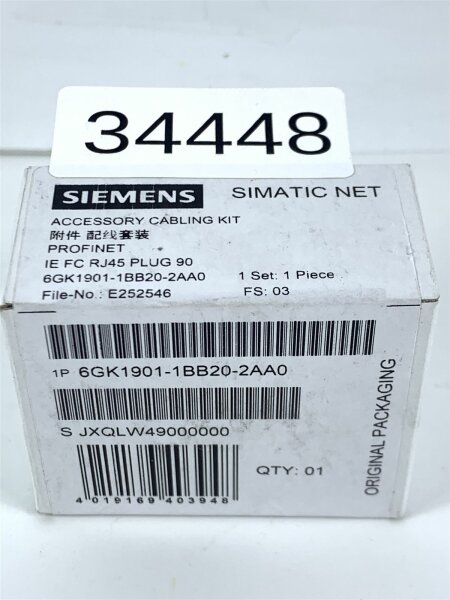 34448
SIEMENS SIMATIC NET
ACCESSORY CABLING KIT
附件 配线套装
PROFINET
IE FC RJ45 PLUG 90
6GK1901-1BB20-2AA0 1 Set: 1 Piece
File-No.: E252546 FS: 03
1P 6GK1901-1BB20-2AA0
S JXQLW49000000
QTY: 01
4 019169 403948
ORIGINAL PACKAGING